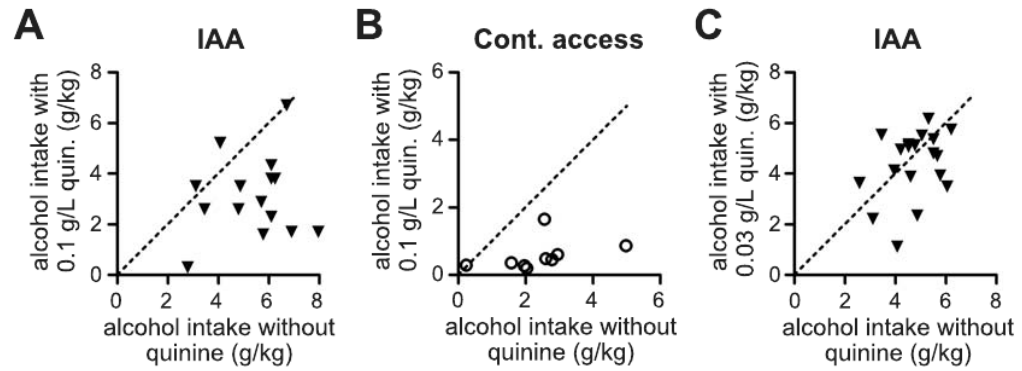 A
IAA
alcohol intake with
0.1 g/L quin. (g/kg)
8
6
4
2
0
0 2 4 6 8
alcohol intake without
quinine (g/kg)
B
Cont. access
alcohol intake with
0.1 g/L quin. (g/kg)
6
4
2
0
0 2 4 6
alcohol intake without
quinine (g/kg)
C
IAA
alcohol intake with
0.03 g/L quin. (g/kg)
8
6
4
2
0
0 2 4 6 8
alcohol intake without
quinine (g/kg)